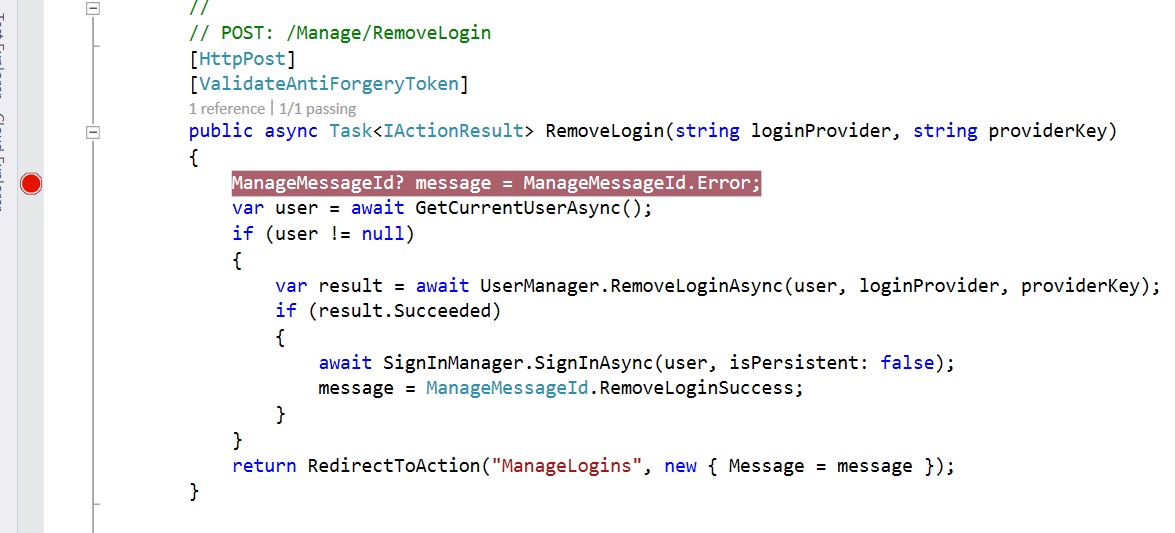 //
// POST: /Manage/RemoveLogin
[HttpPost]
[ValidateAntiForgeryToken]
1 reference | 1/1 passing
public async Task<IActionResult> RemoveLogin(string loginProvider, string providerKey)
{
ManageMessageId? message = ManageMessageId.Error;
var user = await GetCurrentUserAsync();
if (user != null)
{
var result = await UserManager.RemoveLoginAsync(user, loginProvider, providerKey);
if (result.Succeeded)
{
await SignInManager.SignInAsync(user, isPersistent: false);
message = ManageMessageId.RemoveLoginSuccess;
}
}
return RedirectToAction("ManageLogins", new { Message = message });
}